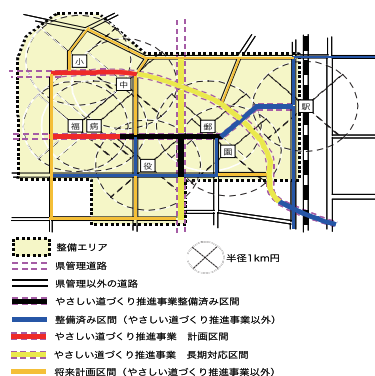 小
中
駅
福 病 郵
園
役
整備エリア
県管理道路 半径1km円
県管理以外の道路
やさしい道づくり推進事業整備済み区間
整備済み区間（やさしい道づくり推進事業以外）
やさしい道づくり推進事業　計画区間
やさしい道づくり推進事業　長期対応区間
将来計画区間（やさしい道づくり推進事業以外）